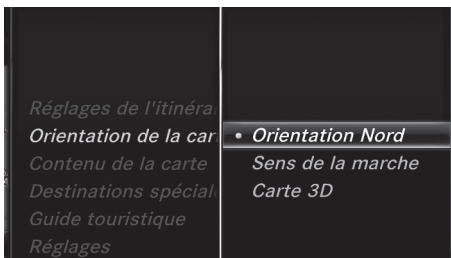 Réglages de l'itinéra
Orientation de la car
Contenu de la carte
Destinations spécial
Guide touristique
Réglages
• Orientation Nord
Sens de la marche
Carte 3D